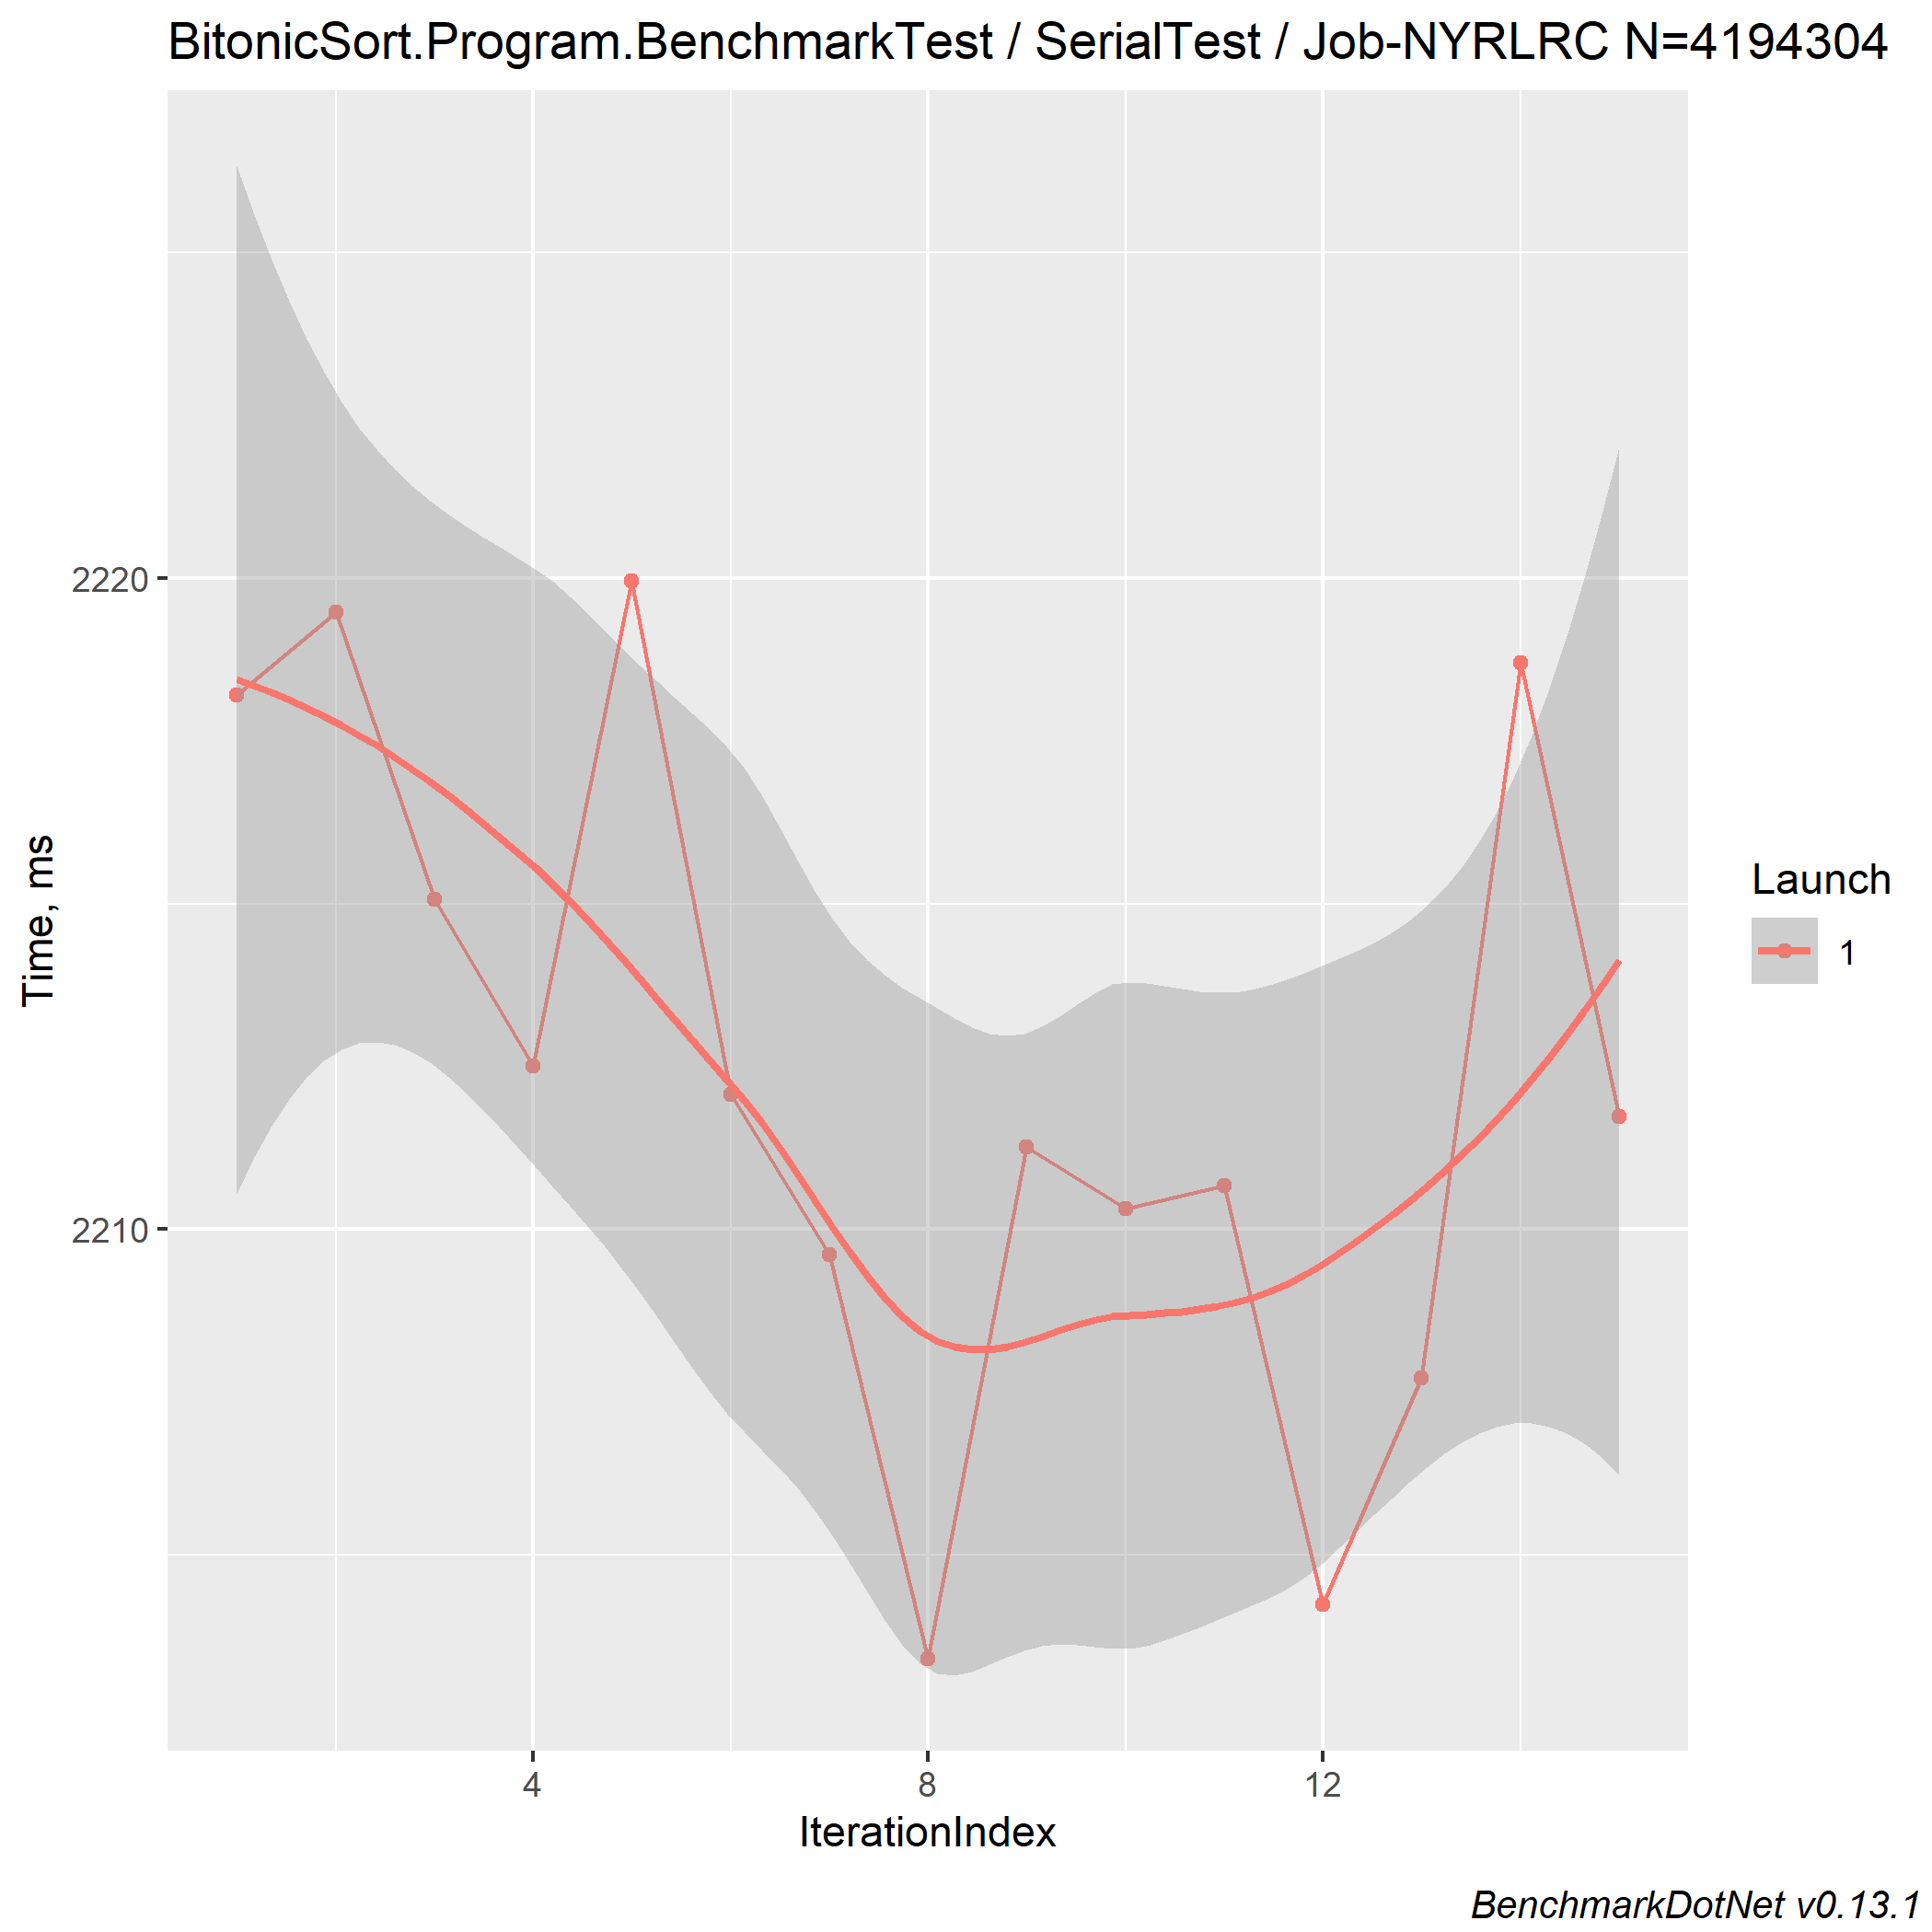 BitonicSort.Program.BenchmarkTest / SerialTest / Job-NYRLRC N=4194304
Time, ms
2220
2210
4
8
12
IterationIndex
Launch
1
BenchmarkDotNet v0.13.1